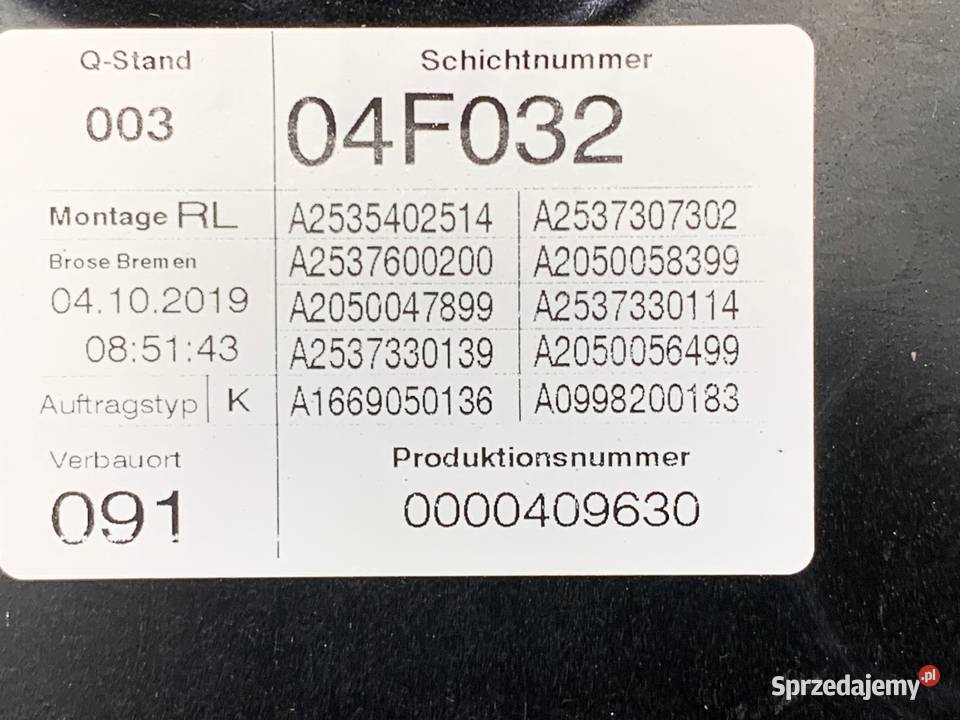 Q-Stand Schichtnummer
003 04F032
Montage RL A2535402514 A2537307302
Brose Bremen A2537600200 A2050058399
04.10.2019 A2050047899 A2537330114
08:51:43 A2537330139 A2050056499
Auftragstyp K A1669050136 A0998200183
Verbauort Produktionsnummer
091 0000409630
Sprzedajemy.pl